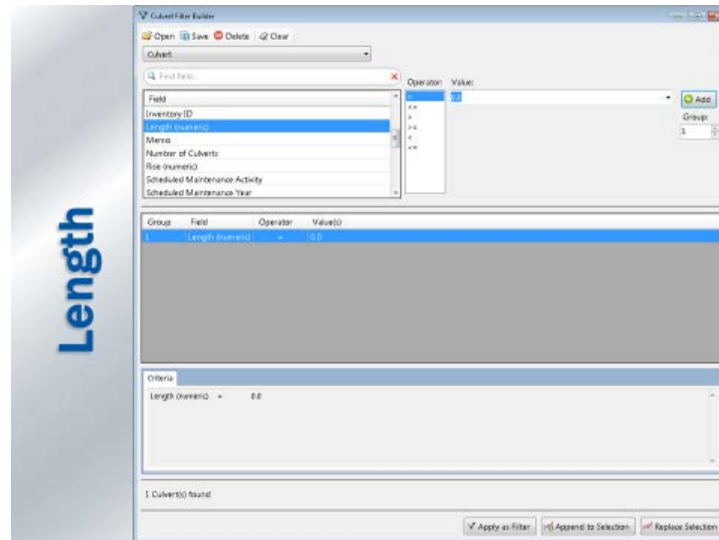 Length
Culvert Filter Builder
Open Save Delete Clear
Culvert
Find field...
Operator: Value:
Field
Inventory ID
Length (numeric)
Memo
Number of Culverts
Rise (numeric)
Scheduled Maintenance Activity
Scheduled Maintenance Year
=
<>
>
>=
<
<=
0.0
Add
Group:
1
Group Field Operator Value(s)
1 Length (numeric) = 0.0
Criteria
Length (numeric) = 0.0
1 Culvert(s) found
Apply as Filter Append to Selection Replace Selection